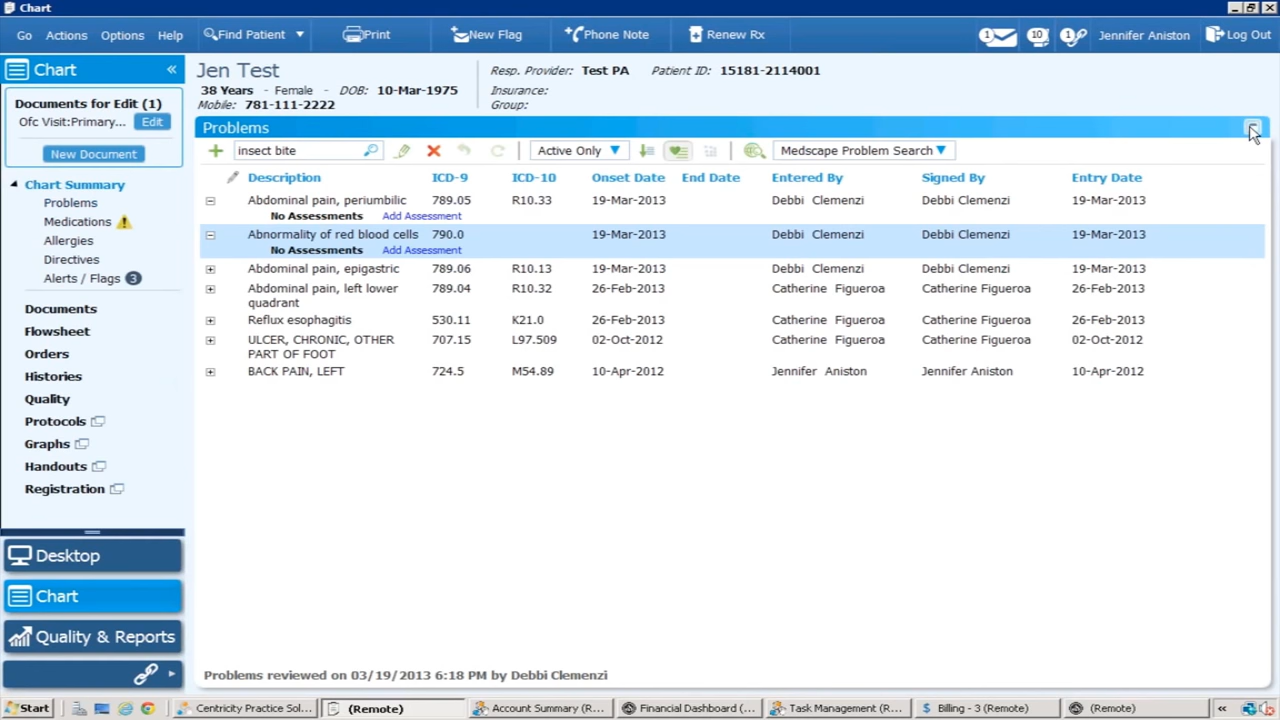 Chart
Go Actions Options Help Find Patient Print New Flag Phone Note Renew Rx 1 10 1 Jennifer Aniston Log Out
Chart «
Documents for Edit (1)
Ofc Visit:Primary... Edit
New Document
Chart Summary
Problems
Medications
Allergies
Directives
Alerts / Flags 3
Documents
Flowsheet
Orders
Histories
Quality
Protocols
Graphs
Handouts
Registration
Desktop
Chart
Quality & Reports
Jen Test
38 Years - Female - DOB: 10-Mar-1975
Mobile: 781-111-2222
Resp. Provider: Test PA Patient ID: 15181-2114001
Insurance:
Group:
Problems
insect bite Active Only Medscape Problem Search
Description ICD-9 ICD-10 Onset Date End Date Entered By Signed By Entry Date
Abdominal pain, periumbilic 789.05 R10.33 19-Mar-2013 Debbi Clemenzi Debbi Clemenzi 19-Mar-2013
No Assessments Add Assessment
Abnormality of red blood cells 790.0 19-Mar-2013 Debbi Clemenzi Debbi Clemenzi 19-Mar-2013
No Assessments Add Assessment
Abdominal pain, epigastric 789.06 R10.13 19-Mar-2013 Debbi Clemenzi Debbi Clemenzi 19-Mar-2013
Abdominal pain, left lower 789.04 R10.32 26-Feb-2013 Catherine Figueroa Catherine Figueroa 26-Feb-2013
quadrant
Reflux esophagitis 530.11 K21.0 26-Feb-2013 Catherine Figueroa Catherine Figueroa 26-Feb-2013
ULCER, CHRONIC, OTHER 707.15 L97.509 02-Oct-2012 Catherine Figueroa Catherine Figueroa 02-Oct-2012
PART OF FOOT
BACK PAIN, LEFT 724.5 M54.89 10-Apr-2012 Jennifer Aniston Jennifer Aniston 10-Apr-2012
Problems reviewed on 03/19/2013 6:18 PM by Debbi Clemenzi
Start Centricity Practice Sol... (Remote) Account Summary (R... Financial Dashboard (... Task Management (R... Billing - 3 (Remote) (Remote) «